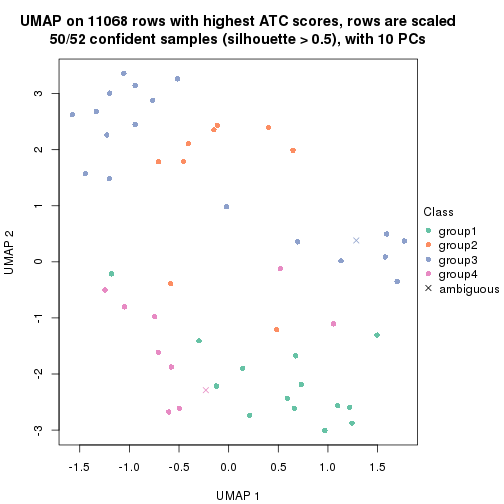 UMAP on 11068 rows with highest ATC scores, rows are scaled
50/52 confident samples (silhouette > 0.5), with 10 PCs
3
2
1
0
-1
-2
-3
UMAP 2
-1.5 -1.0 -0.5 0.0 0.5 1.0 1.5
UMAP 1
Class
group1
group2
group3
group4
ambiguous